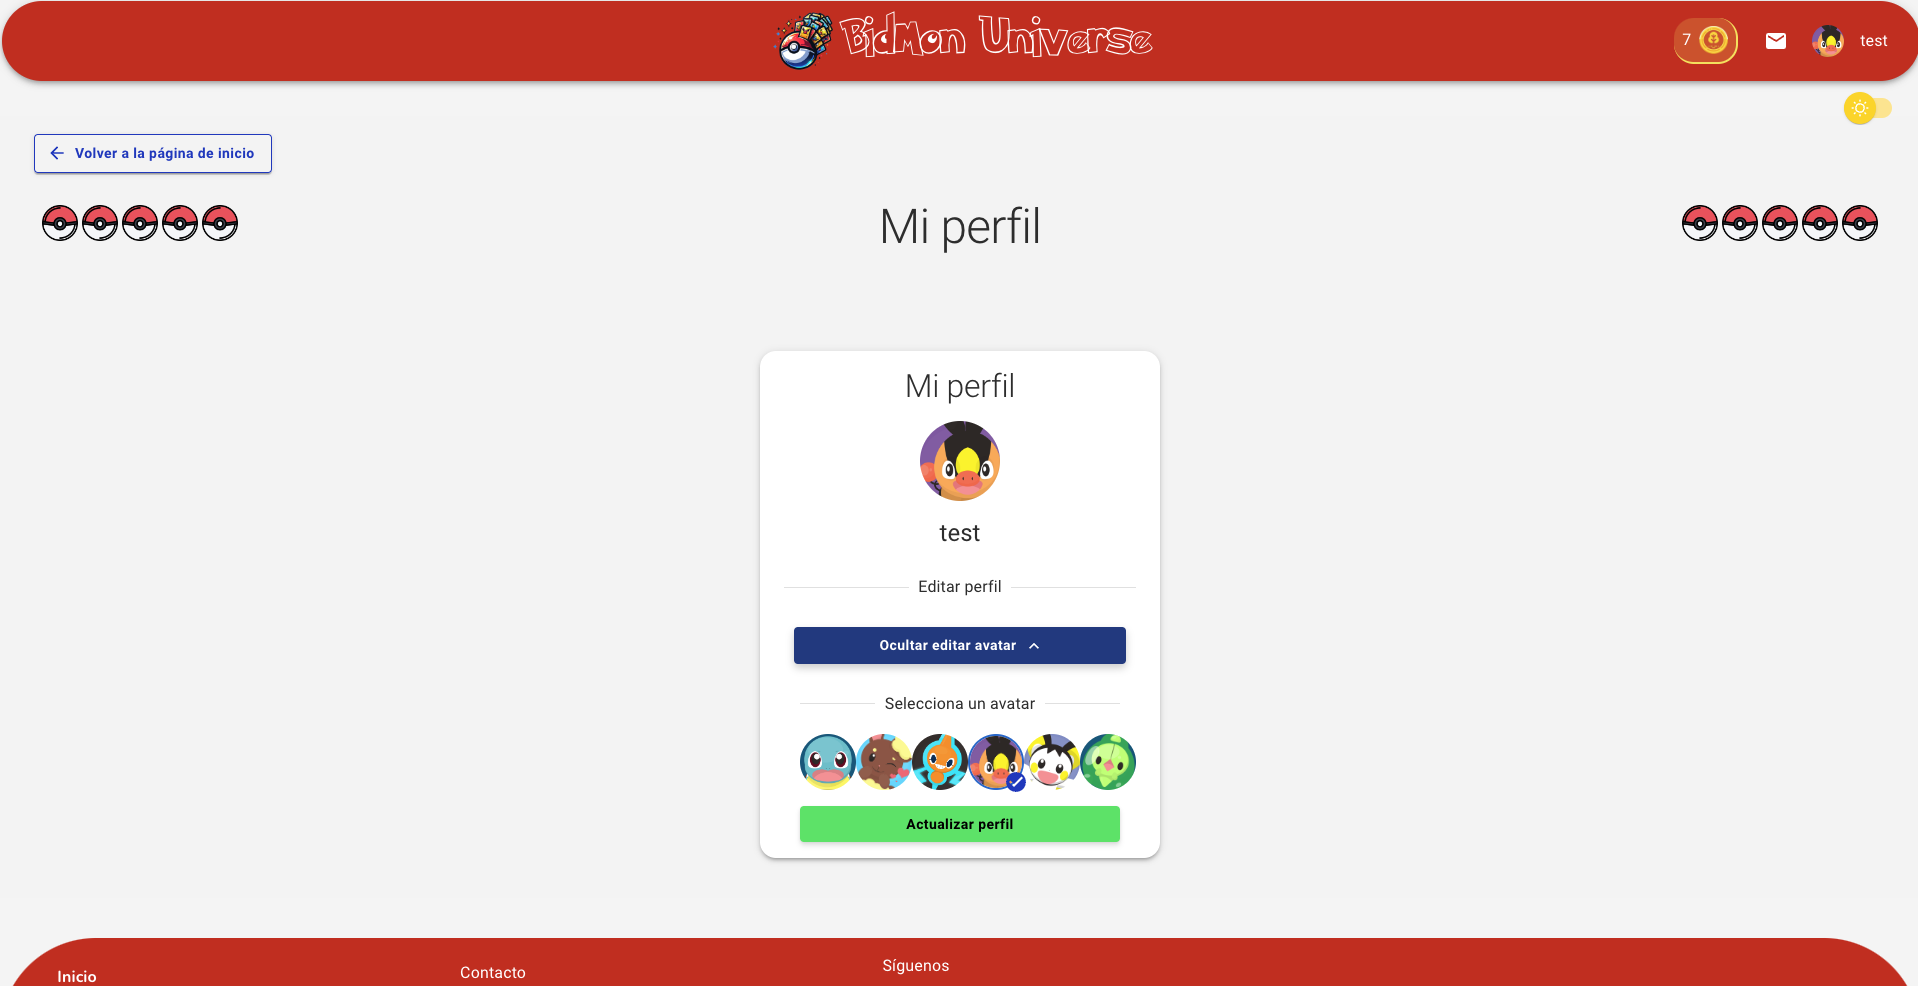 BidMon Universe
7
test
Volver a la página de inicio
Mi perfil
Mi perfil
test
Editar perfil
Ocultar editar avatar
Selecciona un avatar
Actualizar perfil
Inicio
Contacto
Síguenos